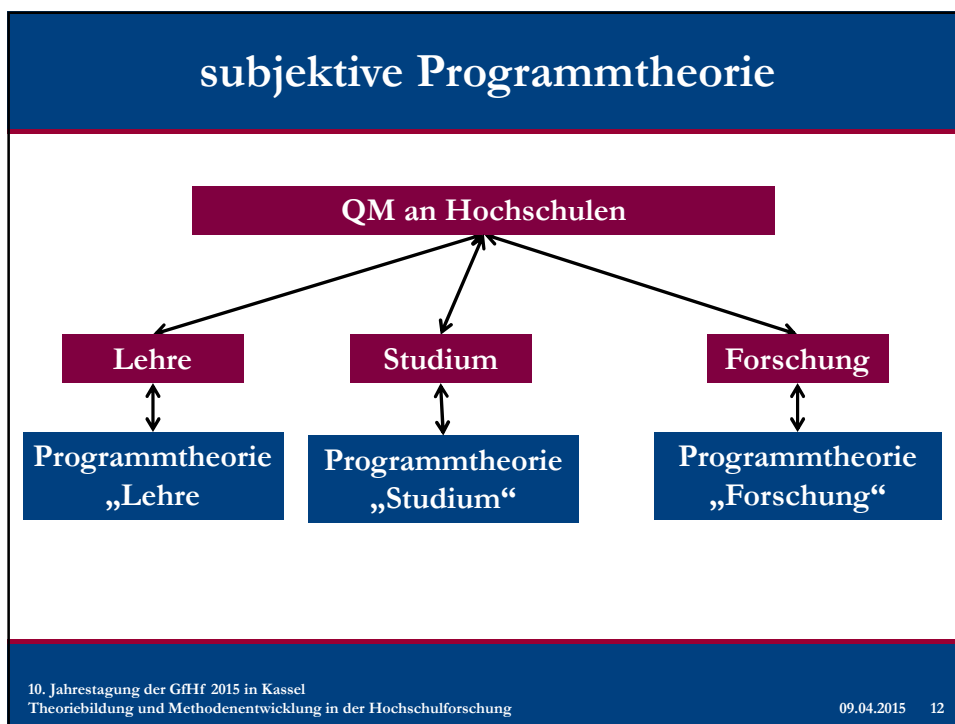 subjektive Programmtheorie
QM an Hochschulen
Lehre
Studium
Forschung
Programmtheorie
„Lehre
Programmtheorie
„Studium“
Programmtheorie
„Forschung“
10. Jahrestagung der GfHf 2015 in Kassel
Theoriebildung und Methodenentwicklung in der Hochschulforschung
09.04.2015 12